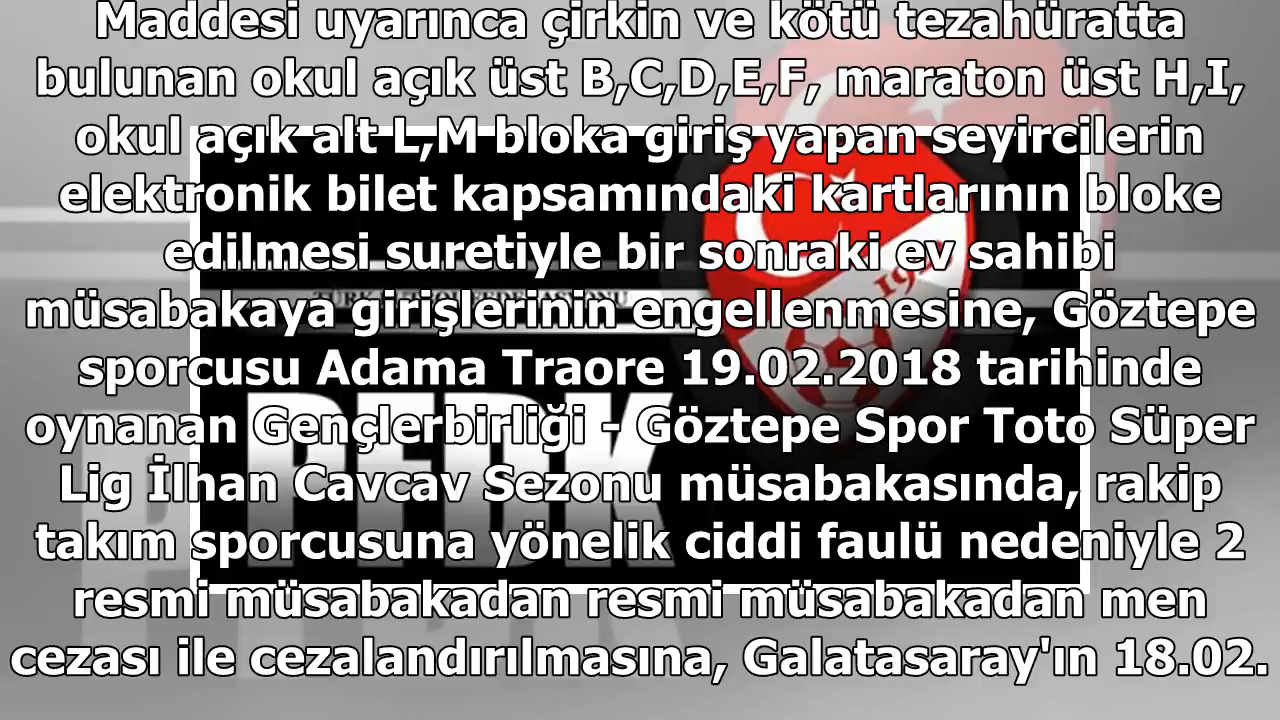 Maddesi uyarınca çirkin ve kötü tezahüratta
bulunan okul açık üst B,C,D,E,F, maraton üst H,I,
okul açık alt L,M bloka giriş yapan seyircilerin
elektronik bilet kapsamındaki kartlarının bloke
edilmesi suretiyle bir sonraki ev sahibi
müsabakaya girişlerinin engellenmesine, Göztepe
sporcusu Adama Traore 19.02.2018 tarihinde
oynanan Gençlerbirliği - Göztepe Spor Toto Süper
Lig İlhan Cavcav Sezonu müsabakasında, rakip
takım sporcusuna yönelik ciddi faulü nedeniyle 2
resmi müsabakadan resmi müsabakadan men
cezası ile cezalandırılmasına, Galatasaray'ın 18.02.
PFDK